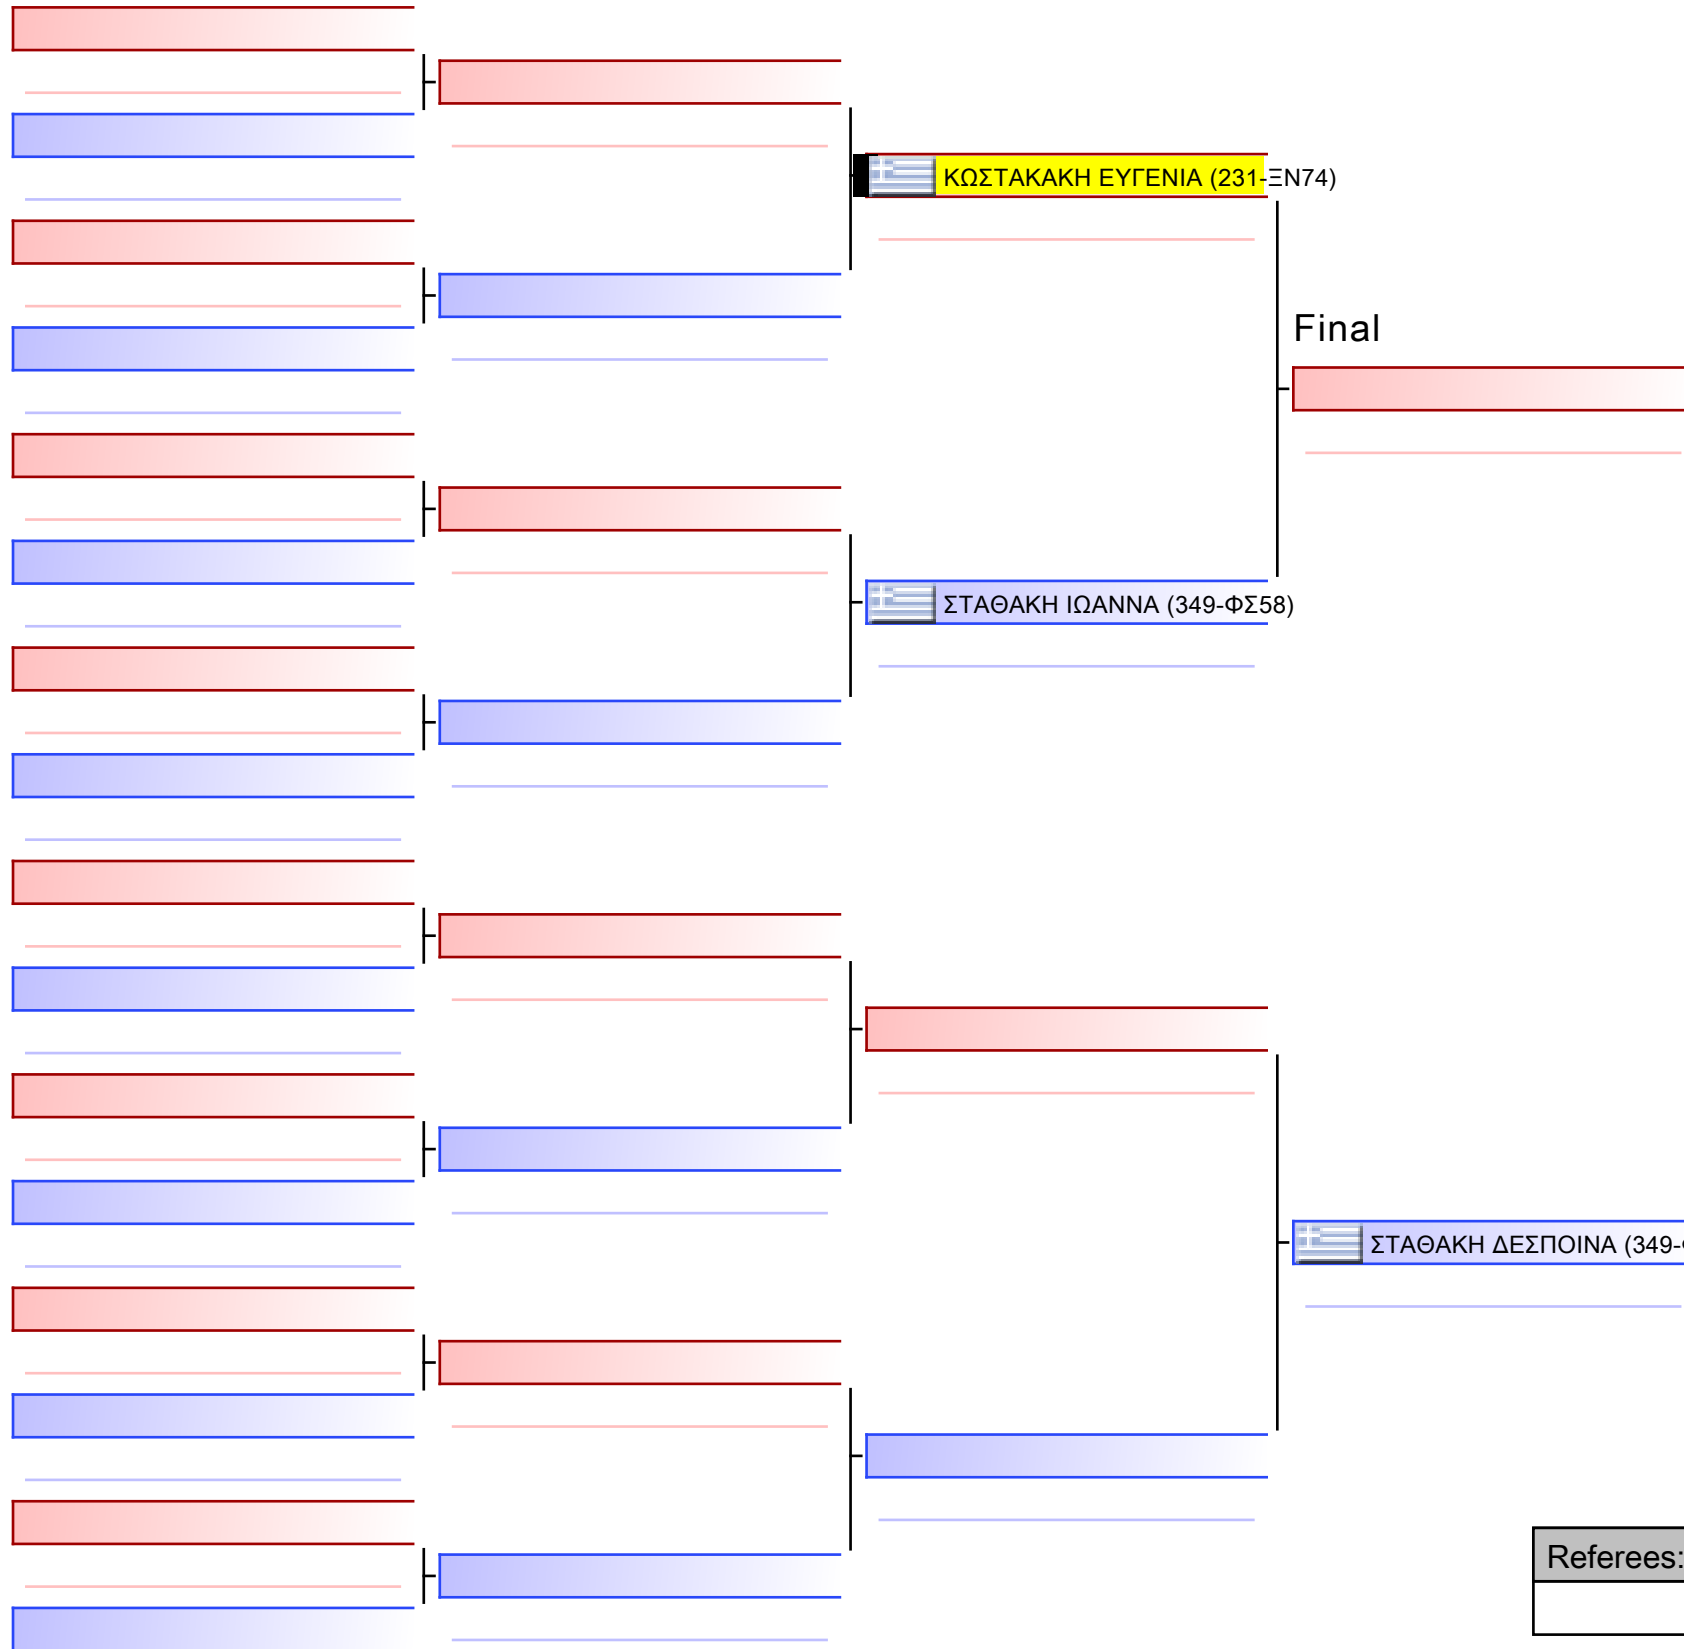 ΚΩΣΤΑΚΑΚΗ ΕΥΓΕΝΙΑ (231-ΞΝ74)
Final
ΣΤΑΘΑΚΗ ΙΩΑΝΝΑ (349-ΦΣ58)
ΣΤΑΘΑΚΗ ΔΕΣΠΟΙΝΑ (349-
Referees: